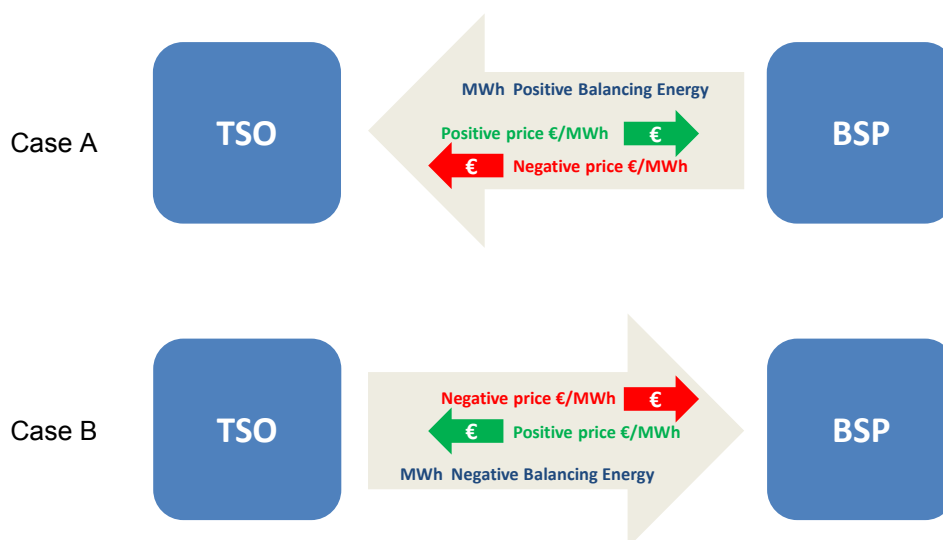 MWh Positive Balancing Energy
Case A
TSO
Positive price €/MWh €
BSP
€ Negative price €/MWh
Case B
TSO
Negative price €/MWh €
BSP
€ Positive price €/MWh
MWh Negative Balancing Energy